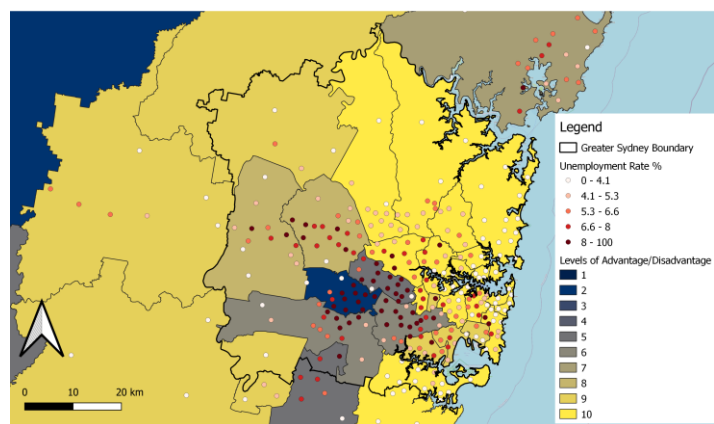 Legend
Greater Sydney Boundary
Unemployment Rate %
0 - 4.1
4.1 - 5.3
5.3 - 6.6
6.6 - 8
8 - 100
Levels of Advantage/Disadvantage
1
2
3
4
5
6
7
8
9
10
0 10 20 km